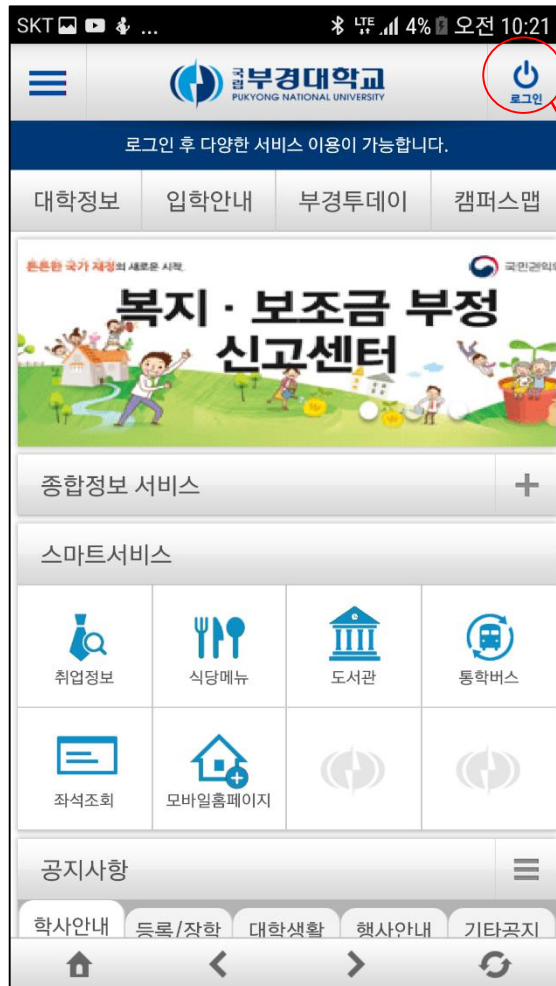 SKT ... LTE 4% 오전 10:21
국립부경대학교
PUKYONG NATIONAL UNIVERSITY
로그인
로그인 후 다양한 서비스 이용이 가능합니다.
대학정보 입학안내 부경투데이 캠퍼스맵
튼튼한 국가 재정의 새로운 시작 국민권익위
복지·보조금 부정
신고센터
종합정보 서비스
스마트서비스
취업정보 식당메뉴 도서관 통학버스
좌석조회 모바일홈페이지
공지사항
학사안내 등록/장학 대학생활 행사안내 기타공지